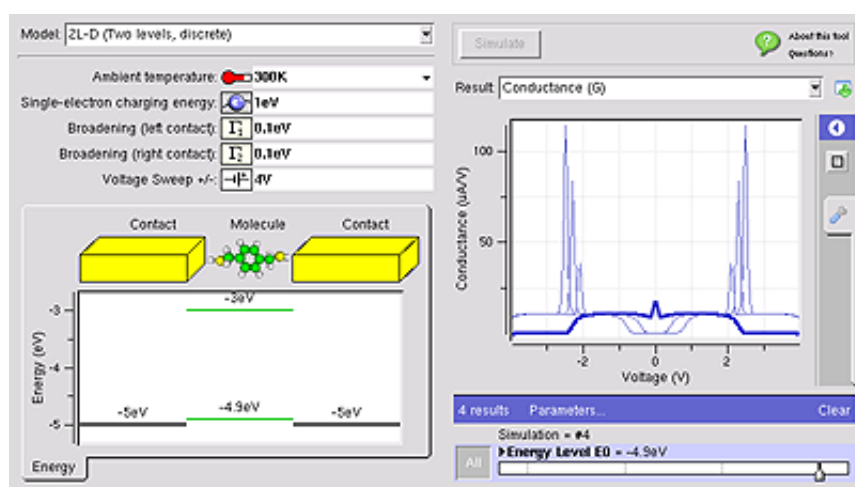 Model: 2L-D (Two levels, discrete)
Ambient temperature: 300K
Single-electron charging energy: 1eV
Broadening (left contact): Γ1 0.1eV
Broadening (right contact): Γ2 0.1eV
Voltage Sweep +/-: 4V
Contact Molecule Contact
-3eV
-3
Energy (eV)
-4
-5eV -4.9eV -5eV
-5
Energy
Simulate
About this tool
Questions?
Result: Conductance (G)
100
Conductance (uA/V)
50
-2 0 2
Voltage (V)
4 results Parameters... Clear
Simulation = #4
All
Energy Level E0 = -4.9eV